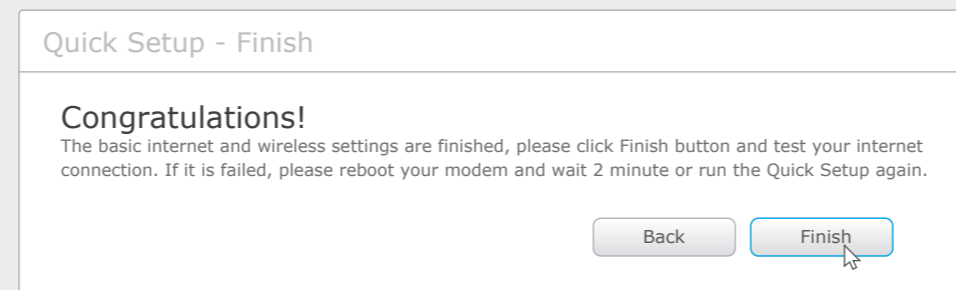 Quick Setup - Finish
Congratulations!
The basic internet and wireless settings are finished, please click Finish button and test your internet
connection. If it is failed, please reboot your modem and wait 2 minute or run the Quick Setup again.
Back Finish